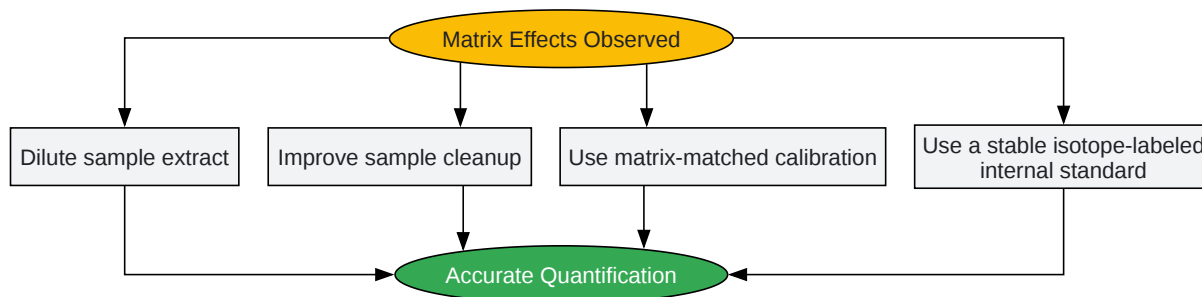 Matrix Effects Observed
Dilute sample extract
Improve sample cleanup
Use matrix-matched calibration
Use a stable isotope-labeled
internal standard
Accurate Quantification